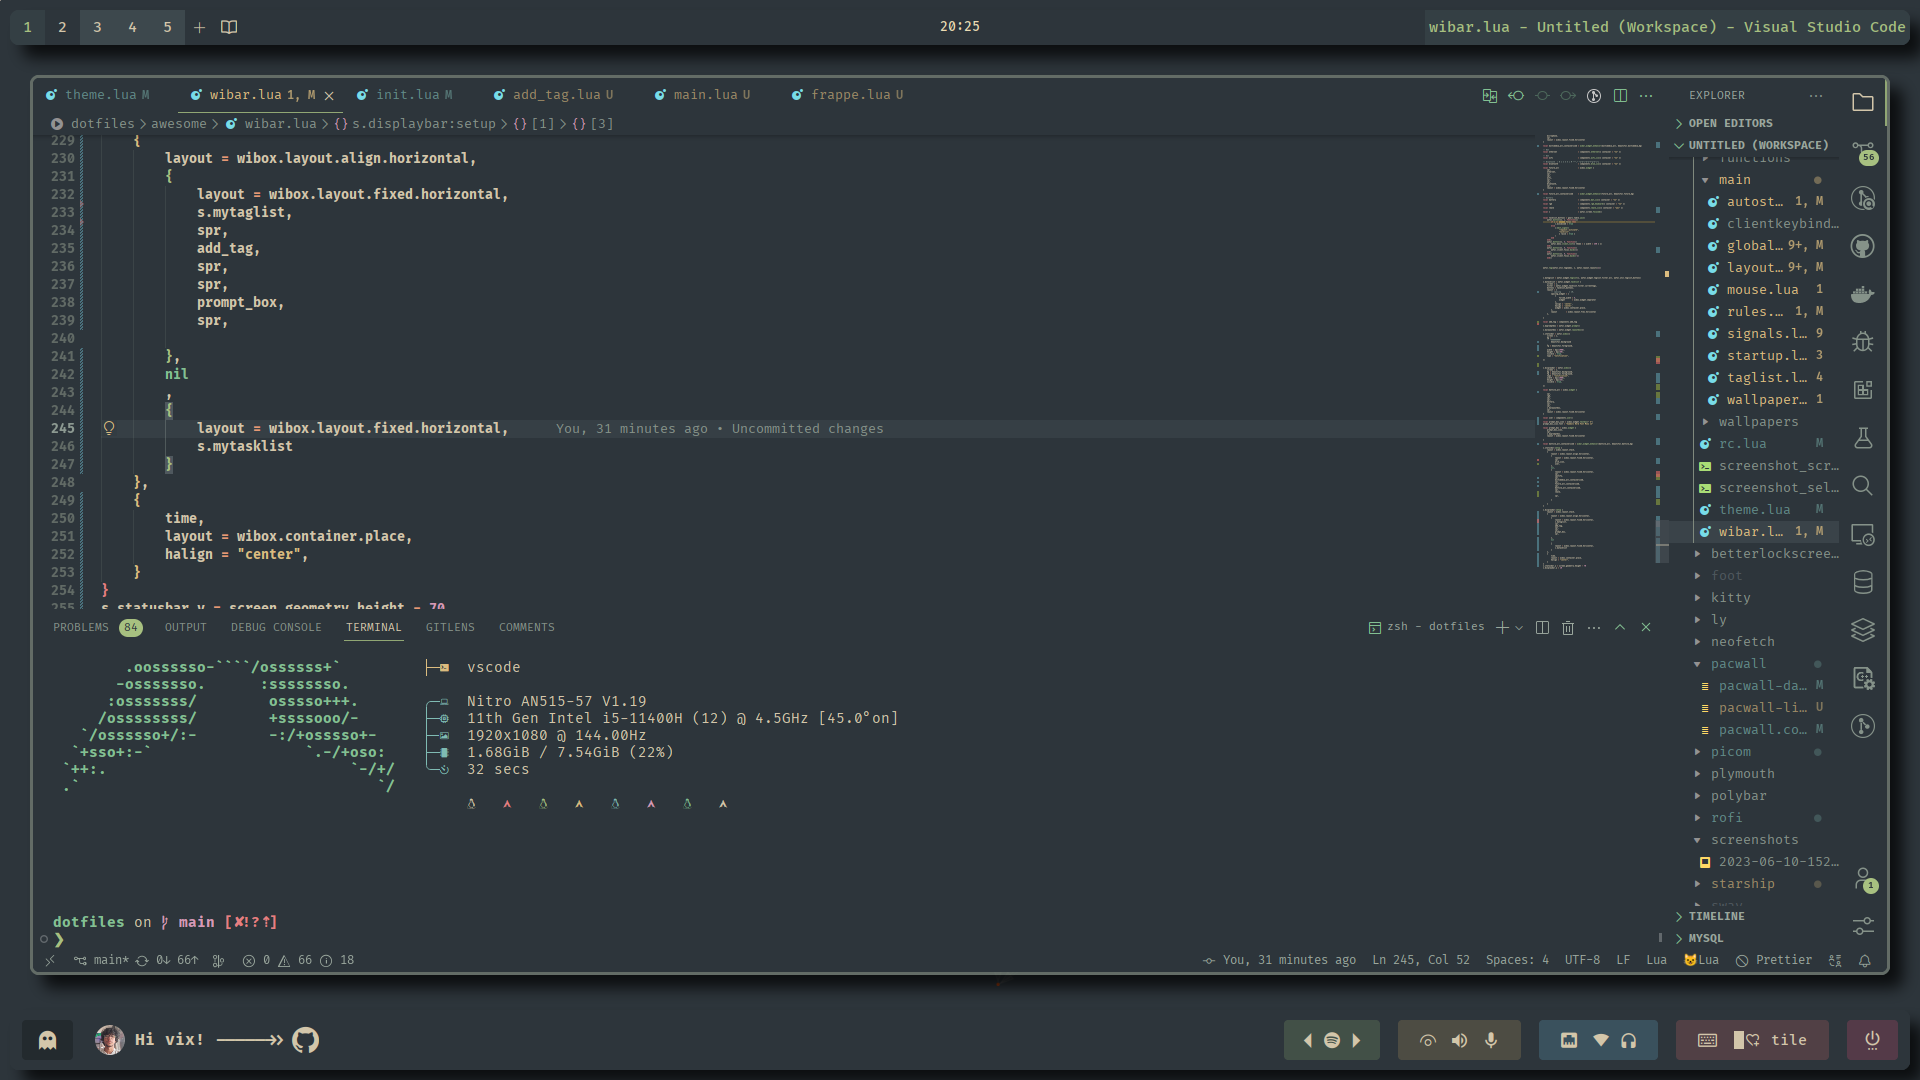 1 2 3 4 5 +
20:25
wibar.lua - Untitled (Workspace) - Visual Studio Code
theme.lua M
wibar.lua 1, M
init.lua M
add_tag.lua U
main.lua U
frappe.lua U
dotfiles > awesome > wibar.lua > {} s.displaybar:setup > {} [1] > {} [3]
229 {
230 layout = wibox.layout.align.horizontal,
231 {
232 layout = wibox.layout.fixed.horizontal,
233 s.mytaglist,
234 spr,
235 add_tag,
236 spr,
237 spr,
238 prompt_box,
239 spr,
240
241 },
242 nil
243 ,
244 {
245 layout = wibox.layout.fixed.horizontal, You, 31 minutes ago • Uncommitted changes
246 s.mytasklist
247 }
248 },
249 {
250 time,
251 layout = wibox.container.place,
252 halign = "center",
253 }
254 }
255 s.statusbar.y = screen.geometry.height - 70
EXPLORER ...
OPEN EDITORS
UNTITLED (WORKSPACE)
functions
main
autost... 1, M
clientkeybind...
global... 9+, M
layout... 9+, M
mouse.lua 1
rules.... 1, M
signals.l... 9
startup.l... 3
taglist.l... 4
wallpaper... 1
wallpapers
rc.lua M
screenshot_scr...
screenshot_sel...
theme.lua M
wibar.l... 1, M
betterlockscree...
foot
kitty
ly
neofetch
pacwall
pacwall-da... M
pacwall-li... U
pacwall.co... M
picom
plymouth
polybar
rofi
screenshots
2023-06-10-152...
starship
sway
TIMELINE
MYSQL
56
1
PROBLEMS 84 OUTPUT DEBUG CONSOLE TERMINAL GITLENS COMMENTS
zsh - dotfiles
.oossssso-````/ossssss+`
-osssssso. :ssssssso.
:osssssss/ osssso+++.
/ossssssss/ +ssssooo/-
`/ossssso+/:- -:/+osssso+-
`+sso+:-` `.-/+oso:
`++:. `-/+/
.` `/
vscode
Nitro AN515-57 V1.19
11th Gen Intel i5-11400H (12) @ 4.5GHz [45.0°on]
1920x1080 @ 144.00Hz
1.68GiB / 7.54GiB (22%)
32 secs
dotfiles on main [✘!?⇡]
❯
main* 0↓ 66↑ 0 66 18
You, 31 minutes ago Ln 245, Col 52 Spaces: 4 UTF-8 LF Lua 😺Lua Prettier
Hi vix!
tile